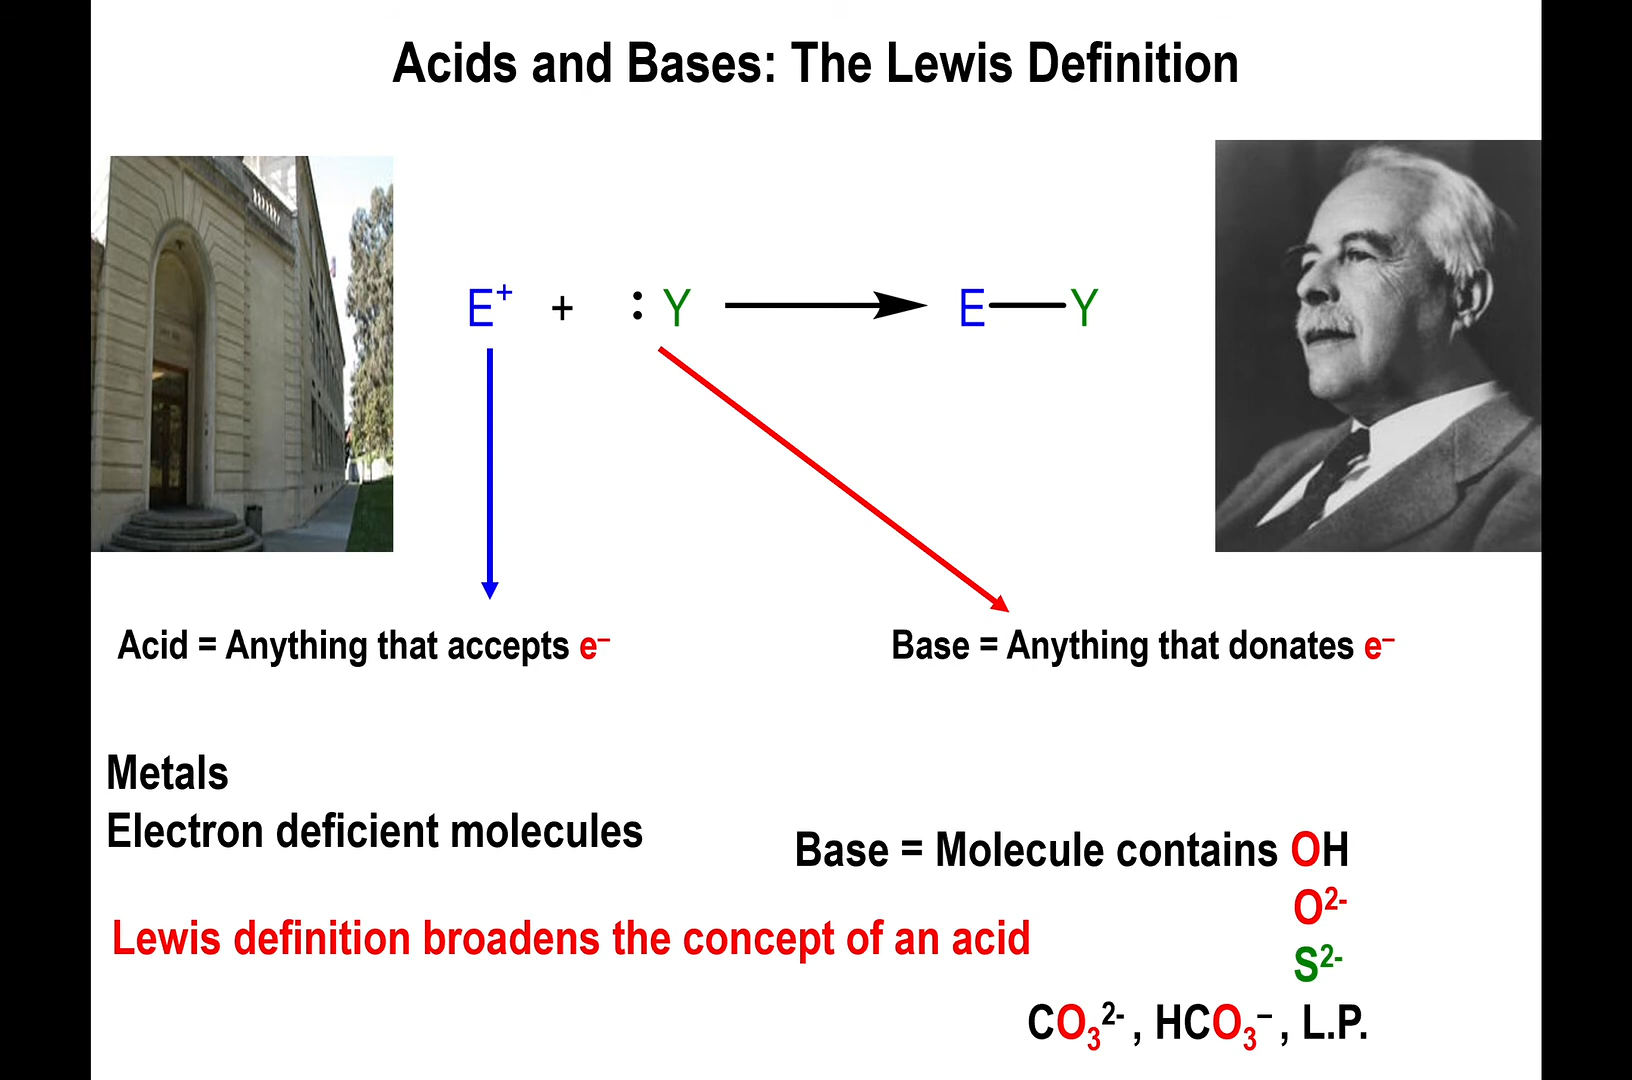 Acids and Bases: The Lewis Definition
E⁺ + :Y E—Y
Acid = Anything that accepts e⁻
Base = Anything that donates e⁻
Metals
Electron deficient molecules
Base = Molecule contains OH
O²⁻
S²⁻
Lewis definition broadens the concept of an acid
CO₃²⁻, HCO₃⁻, L.P.